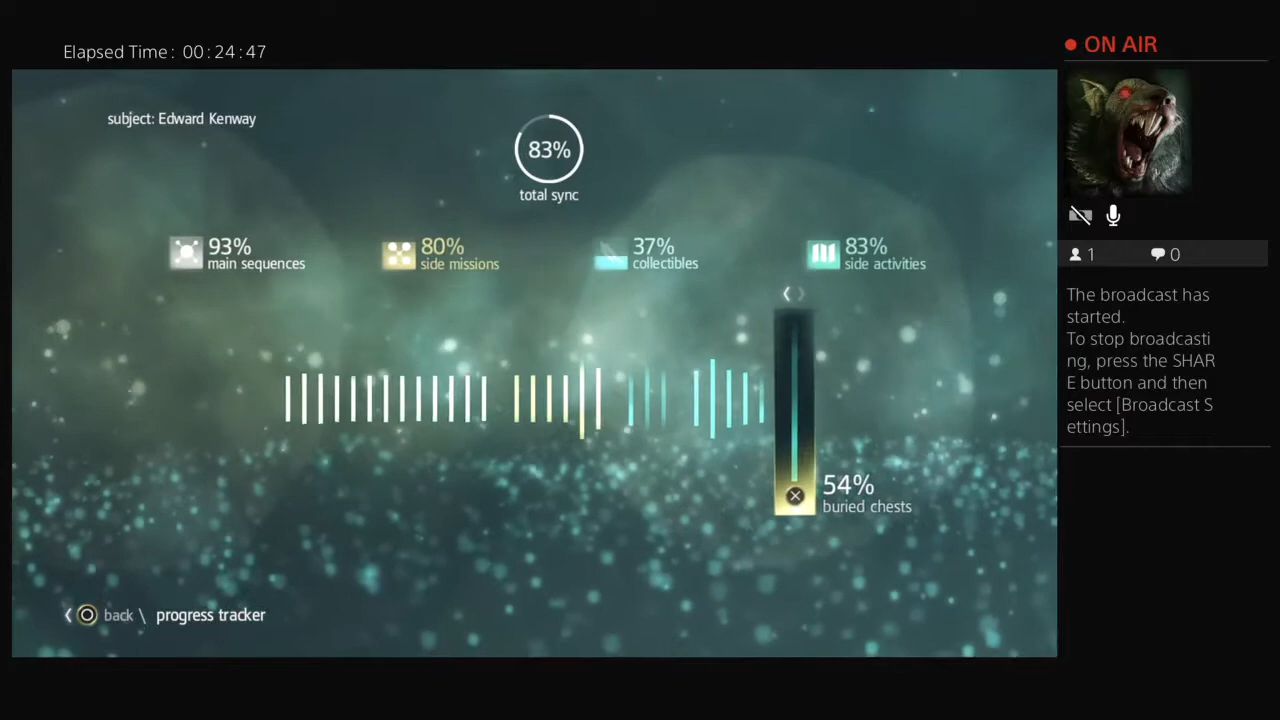 Elapsed Time: 00:24:47
ON AIR
subject: Edward Kenway
83%
total sync
93%
main sequences
80%
side missions
37%
collectibles
83%
side activities
1
0
The broadcast has
started.
To stop broadcasti
ng, press the SHAR
E button and then
select [Broadcast S
ettings].
54%
buried chests
back \ progress tracker